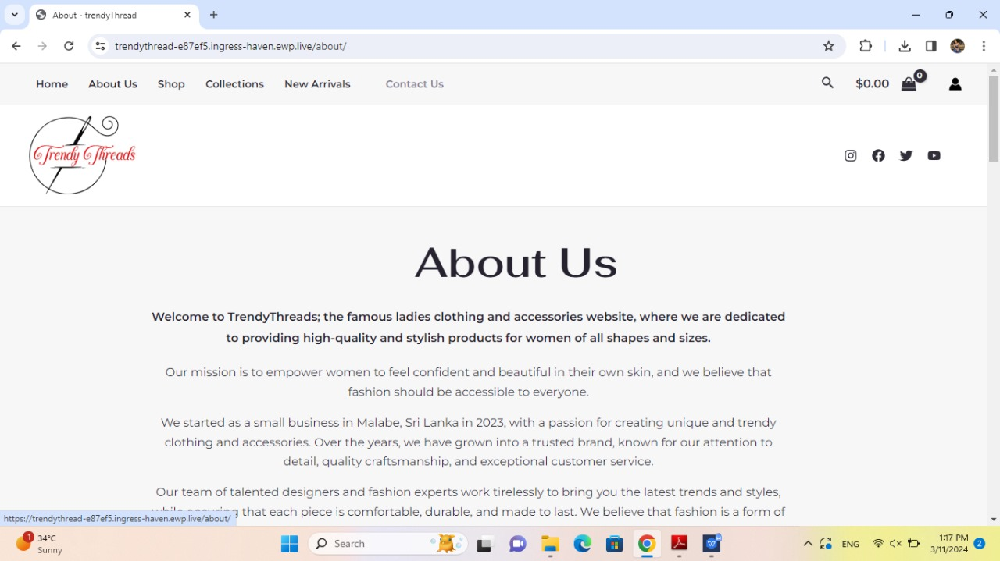 About - trendyThread
trendythread-e87ef5.ingress-haven.ewp.live/about/
Home About Us Shop Collections New Arrivals Contact Us $0.00 0
Trendy Threads
About Us
Welcome to TrendyThreads; the famous ladies clothing and accessories website, where we are dedicated
to providing high-quality and stylish products for women of all shapes and sizes.
Our mission is to empower women to feel confident and beautiful in their own skin, and we believe that
fashion should be accessible to everyone.
We started as a small business in Malabe, Sri Lanka in 2023, with a passion for creating unique and trendy
clothing and accessories. Over the years, we have grown into a trusted brand, known for our attention to
detail, quality craftsmanship, and exceptional customer service.
Our team of talented designers and fashion experts work tirelessly to bring you the latest trends and styles,
while ensuring that each piece is comfortable, durable, and made to last. We believe that fashion is a form of
https://trendythread-e87ef5.ingress-haven.ewp.live/about/
1 34°C
Sunny
Search
ENG
1:17 PM
3/11/2024
2